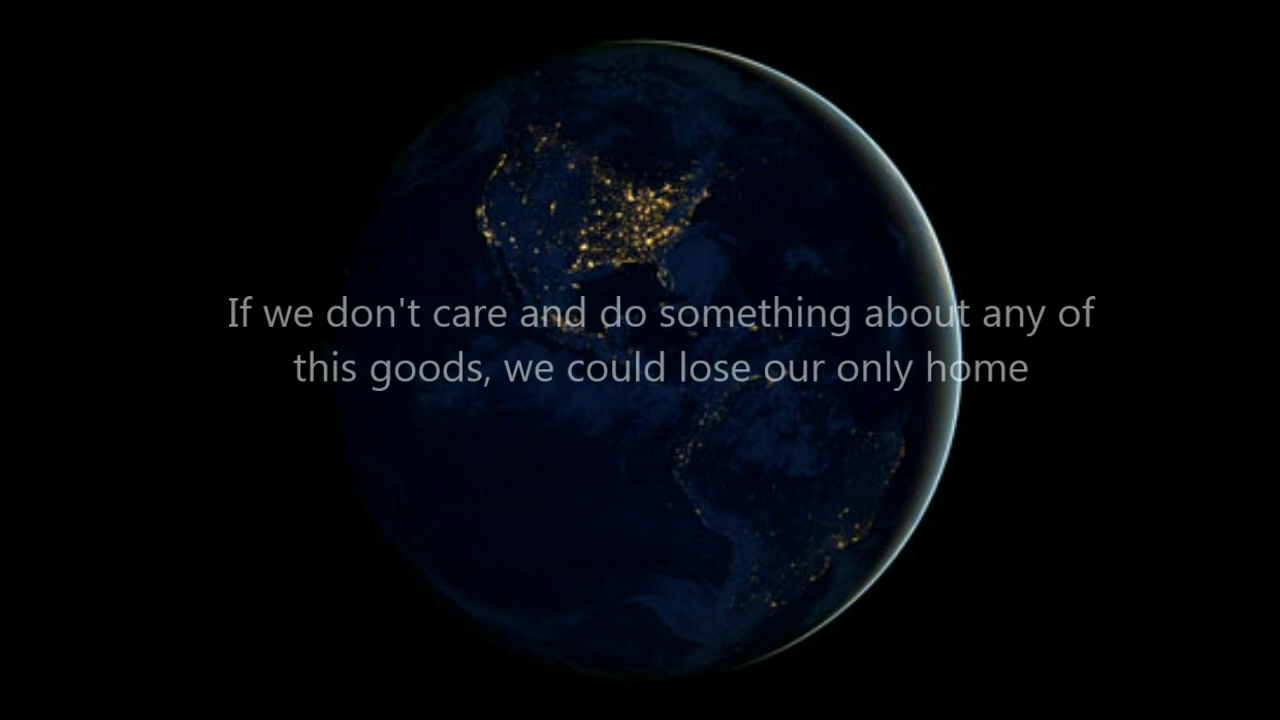 If we don't care and do something about any of
this goods, we could lose our only home